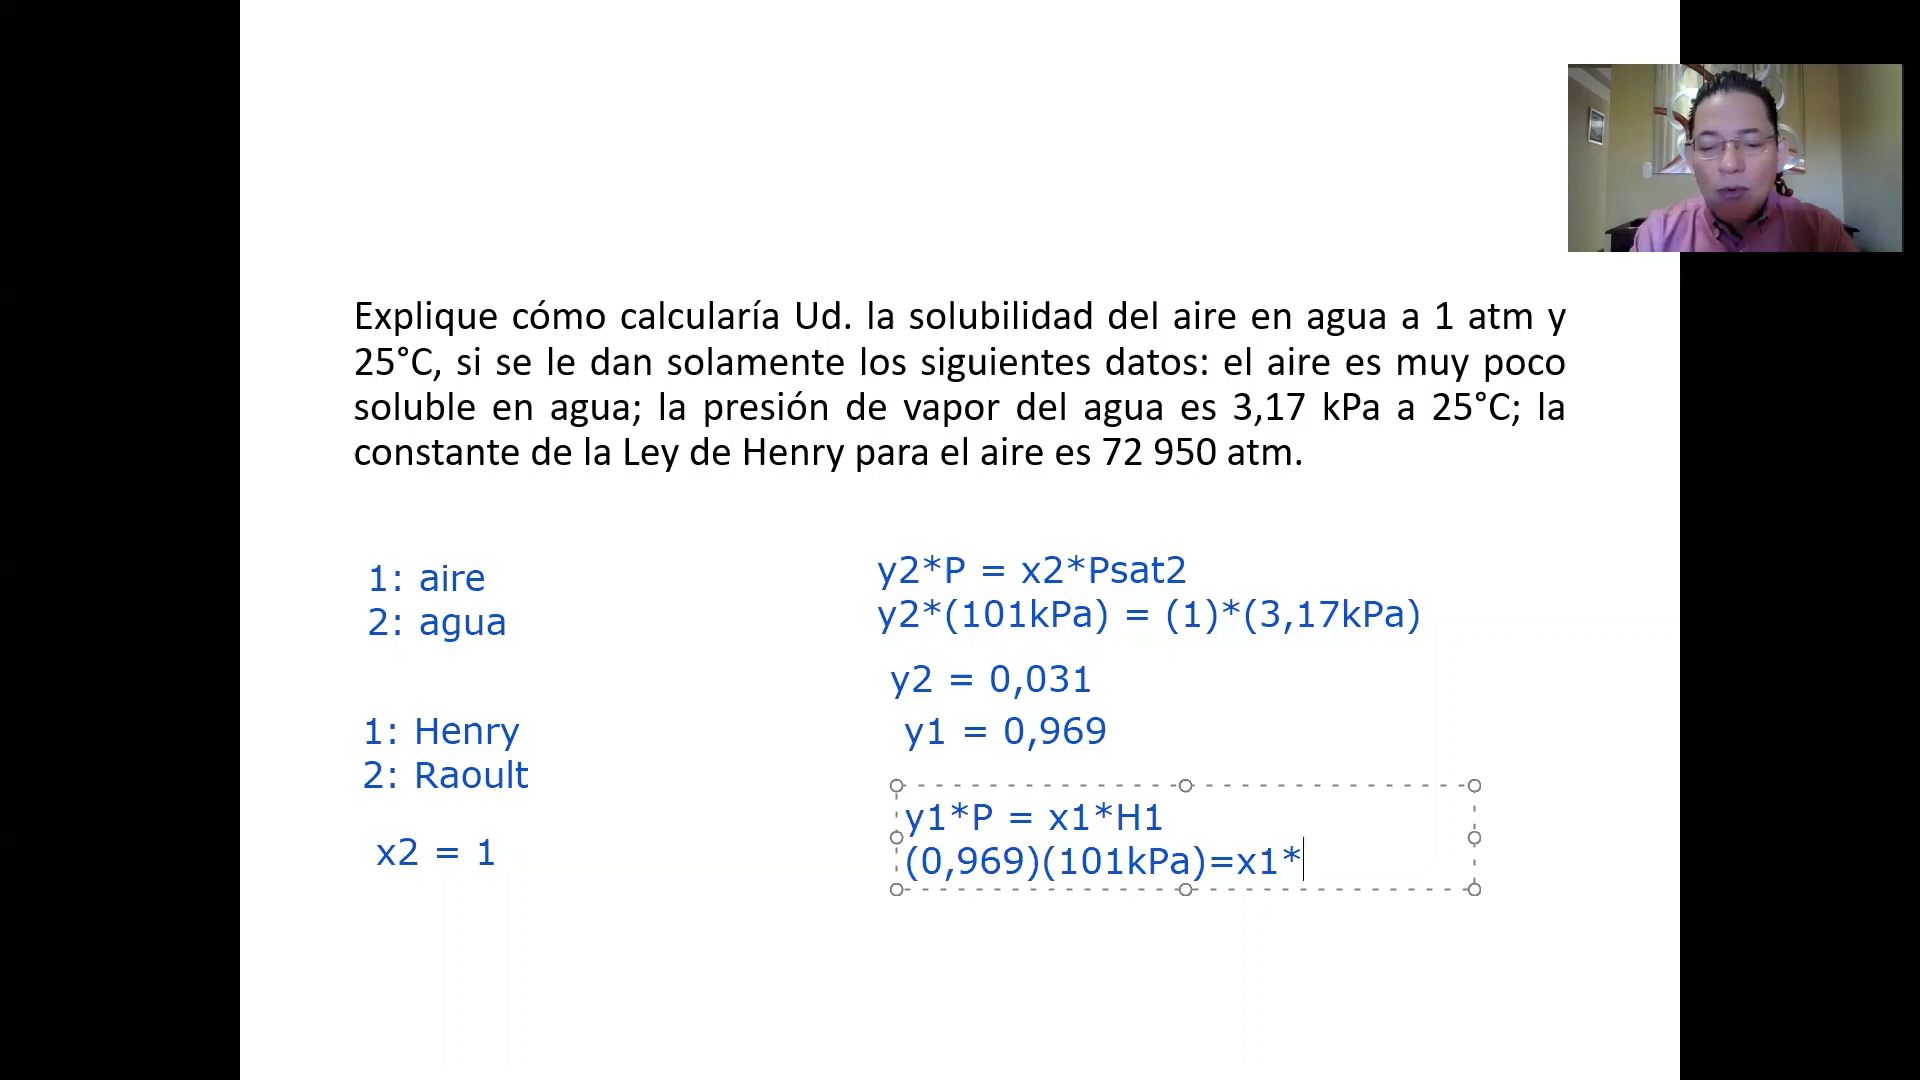 Explique cómo calcularía Ud. la solubilidad del aire en agua a 1 atm y
25°C, si se le dan solamente los siguientes datos: el aire es muy poco
soluble en agua; la presión de vapor del agua es 3,17 kPa a 25°C; la
constante de la Ley de Henry para el aire es 72 950 atm.
1: aire
2: agua
1: Henry
2: Raoult
x2 = 1
y2*P = x2*Psat2
y2*(101kPa) = (1)*(3,17kPa)
y2 = 0,031
y1 = 0,969
y1*P = x1*H1
(0,969)(101kPa)=x1*